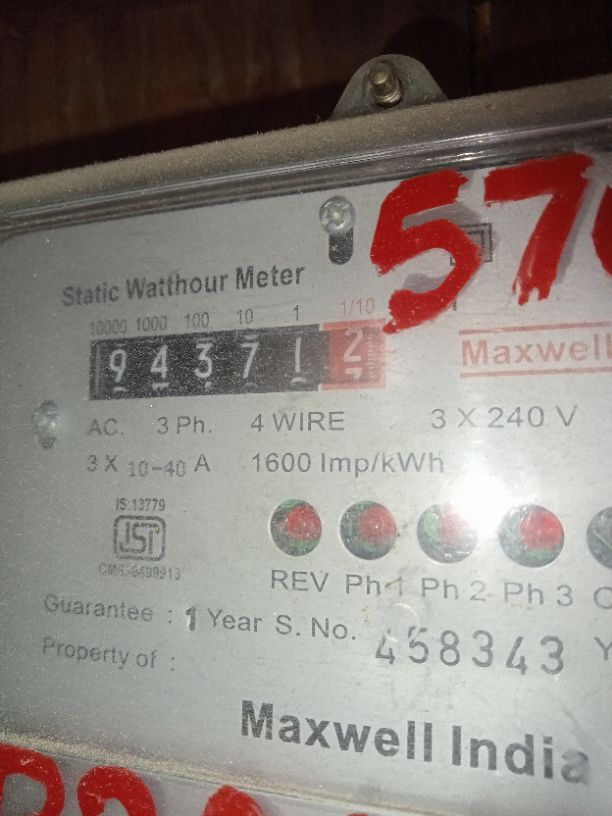 570
Static Watthour Meter
10000 1000 100 10 1 1/10
9 4 3 7 1 2
Maxwell
AC. 3 Ph. 4 WIRE 3 X 240 V
3 X 10-40 A 1600 Imp/kWh
IS:13779
REV Ph 1 Ph 2 Ph 3
Guarantee : 1 Year S. No. 458343
Property of :
Maxwell India